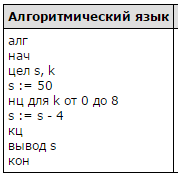 Алгоритмический язык
алг
нач
цел s, k
s := 50
нц для k от 0 до 8
s := s - 4
кц
вывод s
кон